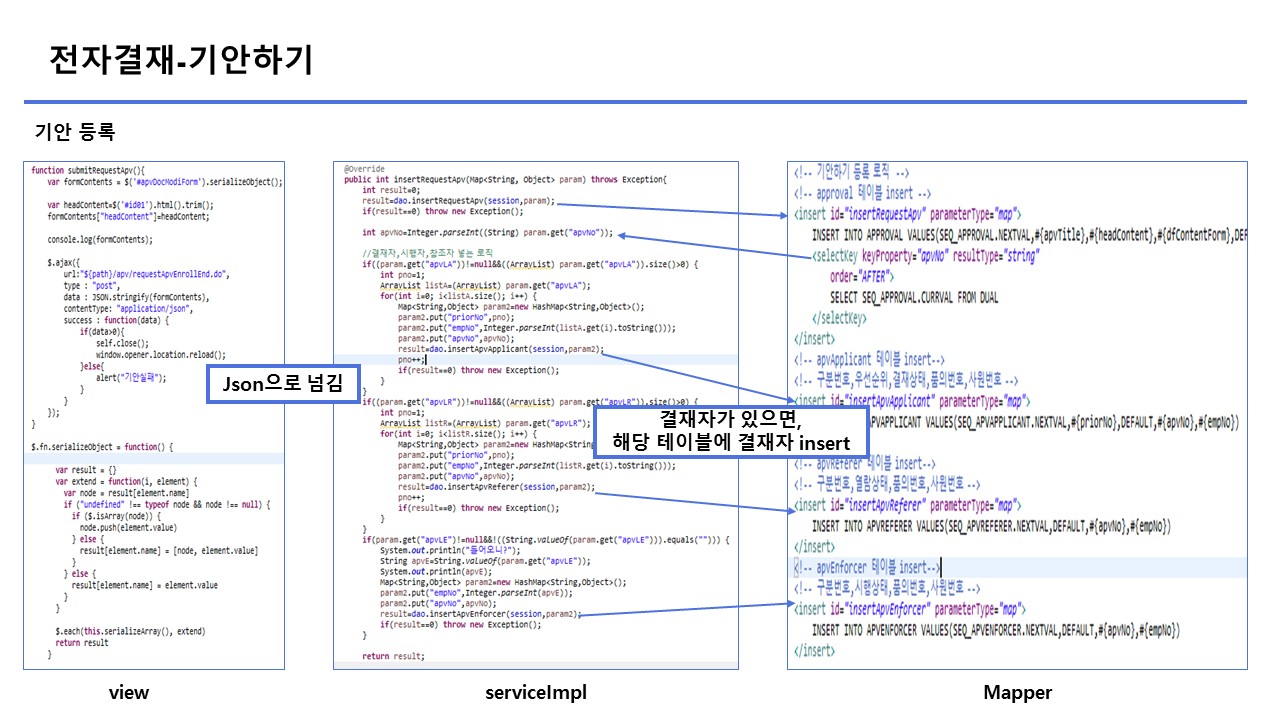 전자결재-기안하기
기안 등록
function submitRequestApv(){
var formContents = $('#apvDocModiForm').serializeObject();
var headContent=$('#id01').html().trim();
formContents["headContent"]=headContent;
console.log(formContents);
$.ajax({
url:"${path}/apv/requestApvEnrollEnd.do",
type : "post",
data : JSON.stringify(formContents),
contentType: "application/json",
success : function(data) {
if(data>0){
self.close();
window.opener.location.reload();
}else{
alert("기안실패");
}
}
});
}
$.fn.serializeObject = function() {
var result = {}
var extend = function(i, element) {
var node = result[element.name]
if ("undefined" !== typeof node && node !== null) {
if ($.isArray(node)) {
node.push(element.value)
} else {
result[element.name] = [node, element.value]
}
} else {
result[element.name] = element.value
}
}
$.each(this.serializeArray(), extend)
return result
}
view
Json으로 넘김
@Override
public int insertRequestApv(Map<String, Object> param) throws Exception{
int result=0;
result=dao.insertRequestApv(session,param);
if(result==0) throw new Exception();
int apvNo=Integer.parseInt((String) param.get("apvNo"));
//결재자,시행자,참조자 넣는 로직
if((param.get("apvLA")!=null&&((ArrayList) param.get("apvLA")).size()>0) {
int pno=1;
ArrayList listA=(ArrayList) param.get("apvLA");
for(int i=0; i<listA.size(); i++) {
Map<String,Object> param2=new HashMap<String,Object>();
param2.put("priorNo",pno);
param2.put("empNo",Integer.parseInt(listA.get(i).toString()));
param2.put("apvNo",apvNo);
result=dao.insertApvApplicant(session,param2);
pno++;
if(result==0) throw new Exception();
}
}
if((param.get("apvLR"))!=null&&((ArrayList) param.get("apvLR")).size()>0) {
int pno=1;
ArrayList listR=(ArrayList) param.get("apvLR");
for(int i=0; i<listR.size(); i++) {
Map<String,Object> param2=new HashMap<String
param2.put("priorNo",pno);
param2.put("empNo",Integer.parseInt(listR.get(i).toString()));
param2.put("apvNo",apvNo);
result=dao.insertApvReferer(session,param2);
pno++;
if(result==0) throw new Exception();
}
}
if(param.get("apvLE")!=null&&!((String.valueOf(param.get("apvLE"))).equals(""))) {
System.out.println("들어오니?");
String apvE=String.valueOf(param.get("apvLE"));
System.out.println(apvE);
Map<String,Object> param2=new HashMap<String,Object>();
param2.put("empNo",Integer.parseInt(apvE));
param2.put("apvNo",apvNo);
result=dao.insertApvEnforcer(session,param2);
if(result==0) throw new Exception();
}
return result;
serviceImpl
결재자가 있으면,
해당 테이블에 결재자 insert
<!-- 기안하기 등록 로직 -->
<!-- approval 테이블 insert -->
<insert id="insertRequestApv" parameterType="map">
INSERT INTO APPROVAL VALUES(SEQ_APPROVAL.NEXTVAL,#{apvTitle},#{headContent},#{dfContentForm},DEF
<selectKey keyProperty="apvNo" resultType="string"
order="AFTER">
SELECT SEQ_APPROVAL.CURRVAL FROM DUAL
</selectKey>
</insert>
<!-- apvApplicant 테이블 insert-->
<!-- 구분번호,우선순위,결재상태,품의번호,사원번호 -->
<insert id="insertApvApplicant" parameterType="map">
APVAPPLICANT VALUES(SEQ_APVAPPLICANT.NEXTVAL,#{priorNo},DEFAULT,#{apvNo},#{empNo})
<!-- apvReferer 테이블 insert-->
<!-- 구분번호,열람상태,품의번호,사원번호 -->
<insert id="insertApvReferer" parameterType="map">
INSERT INTO APVREFERER VALUES(SEQ_APVREFERER.NEXTVAL,DEFAULT,#{apvNo},#{empNo})
</insert>
<!-- apvEnforcer 테이블 insert-->
<!-- 구분번호,시행상태,품의번호,사원번호 -->
<insert id="insertApvEnforcer" parameterType="map">
INSERT INTO APVENFORCER VALUES(SEQ_APVENFORCER.NEXTVAL,DEFAULT,#{apvNo},#{empNo})
</insert>
Mapper